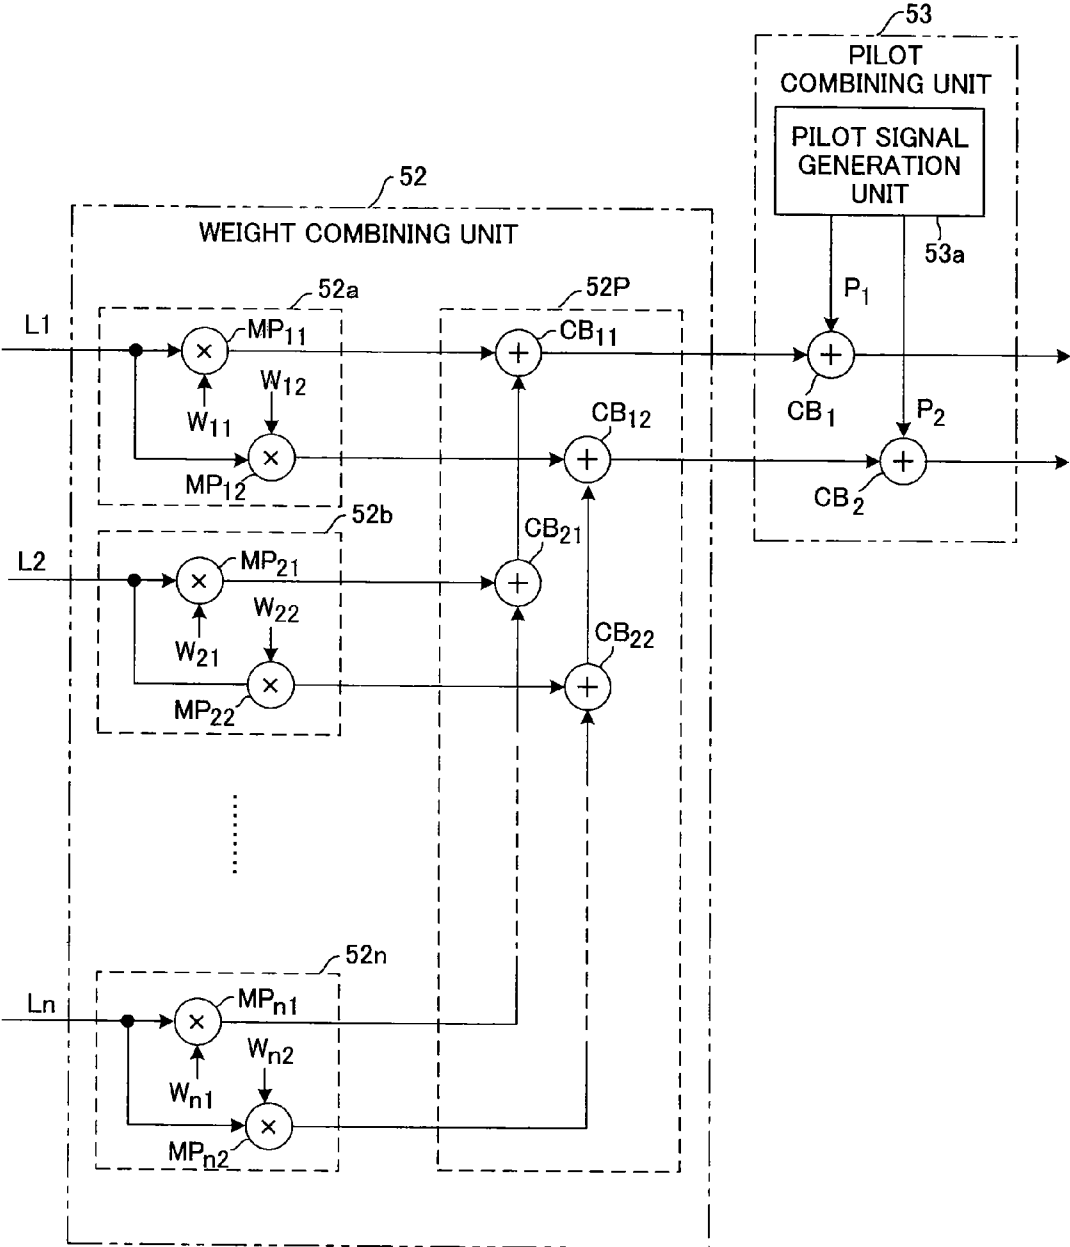 53
PILOT
COMBINING UNIT
PILOT SIGNAL
GENERATION
UNIT
53a
52
WEIGHT COMBINING UNIT
52a
52P
P1
L1
MP11
CB11
W12
W11
CB1
CB12
P2
MP12
CB2
52b
CB21
L2
MP21
W22
W21
CB22
MP22
52n
Ln
MPn1
Wn2
Wn1
MPn2